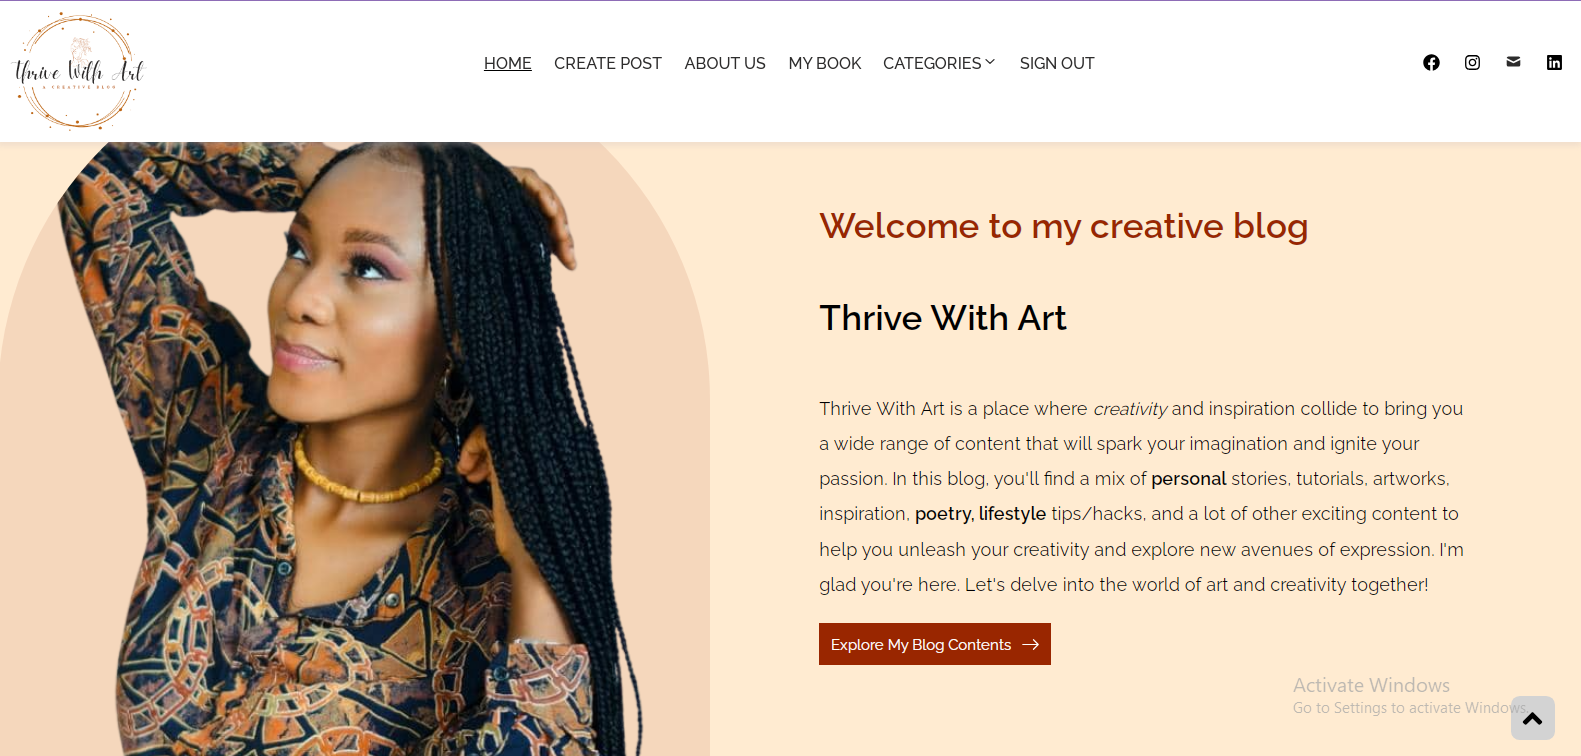 thrive With Art
A CREATIVE BLOG
HOME CREATE POST ABOUT US MY BOOK CATEGORIES SIGN OUT
Welcome to my creative blog
Thrive With Art
Thrive With Art is a place where creativity and inspiration collide to bring you
a wide range of content that will spark your imagination and ignite your
passion. In this blog, you'll find a mix of personal stories, tutorials, artworks,
inspiration, poetry, lifestyle tips/hacks, and a lot of other exciting content to
help you unleash your creativity and explore new avenues of expression. I'm
glad you're here. Let's delve into the world of art and creativity together!
Explore My Blog Contents
Activate Windows
Go to Settings to activate Windows.